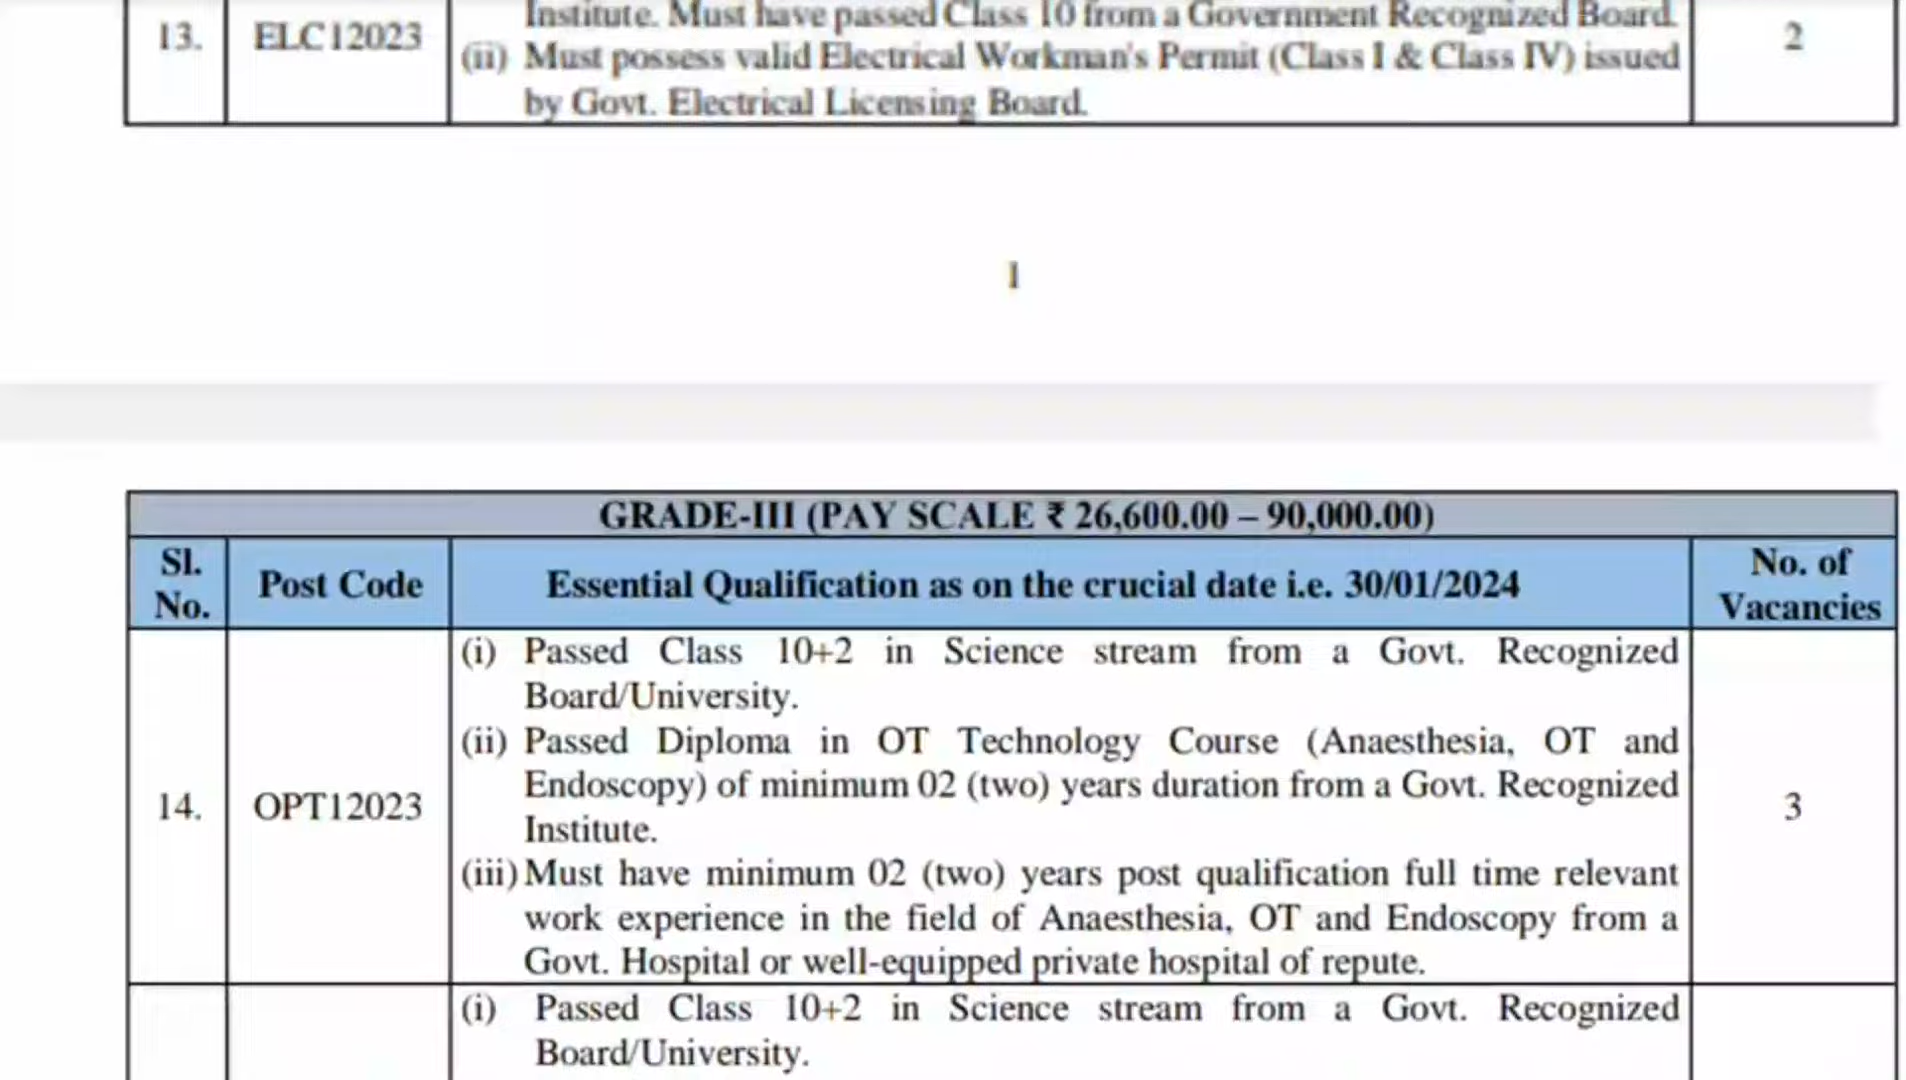 Institute. Must have passed Class 10 from a Government Recognized Board.
13. ELC12023 2
(ii) Must possess valid Electrical Workman's Permit (Class I & Class IV) issued
by Govt. Electrical Licensing Board.
1
GRADE-III (PAY SCALE ₹ 26,600.00 – 90,000.00)
Sl.
No.
Post Code
Essential Qualification as on the crucial date i.e. 30/01/2024
No. of
Vacancies
(i) Passed Class 10+2 in Science stream from a Govt. Recognized
Board/University.
(ii) Passed Diploma in OT Technology Course (Anaesthesia, OT and
Endoscopy) of minimum 02 (two) years duration from a Govt. Recognized
14. OPT12023 3
Institute.
(iii) Must have minimum 02 (two) years post qualification full time relevant
work experience in the field of Anaesthesia, OT and Endoscopy from a
Govt. Hospital or well-equipped private hospital of repute.
(i) Passed Class 10+2 in Science stream from a Govt. Recognized
Board/University.